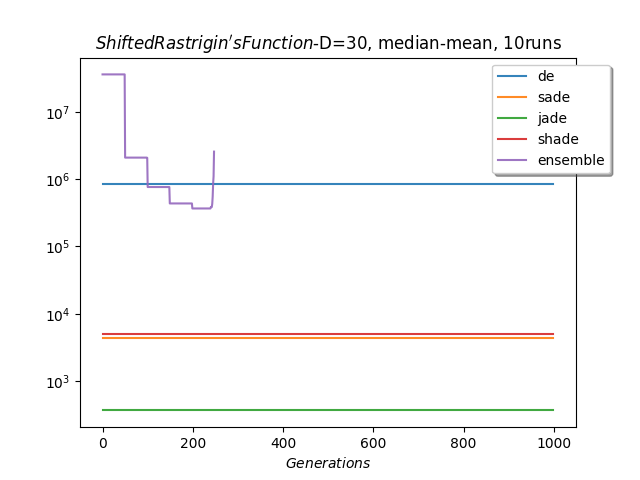 ShiftedRastrigin'sFunction-D=30, median-mean, 10runs
de
sade
jade
shade
ensemble
10^7
10^6
10^5
10^4
10^3
0 200 400 600 800 1000
Generations